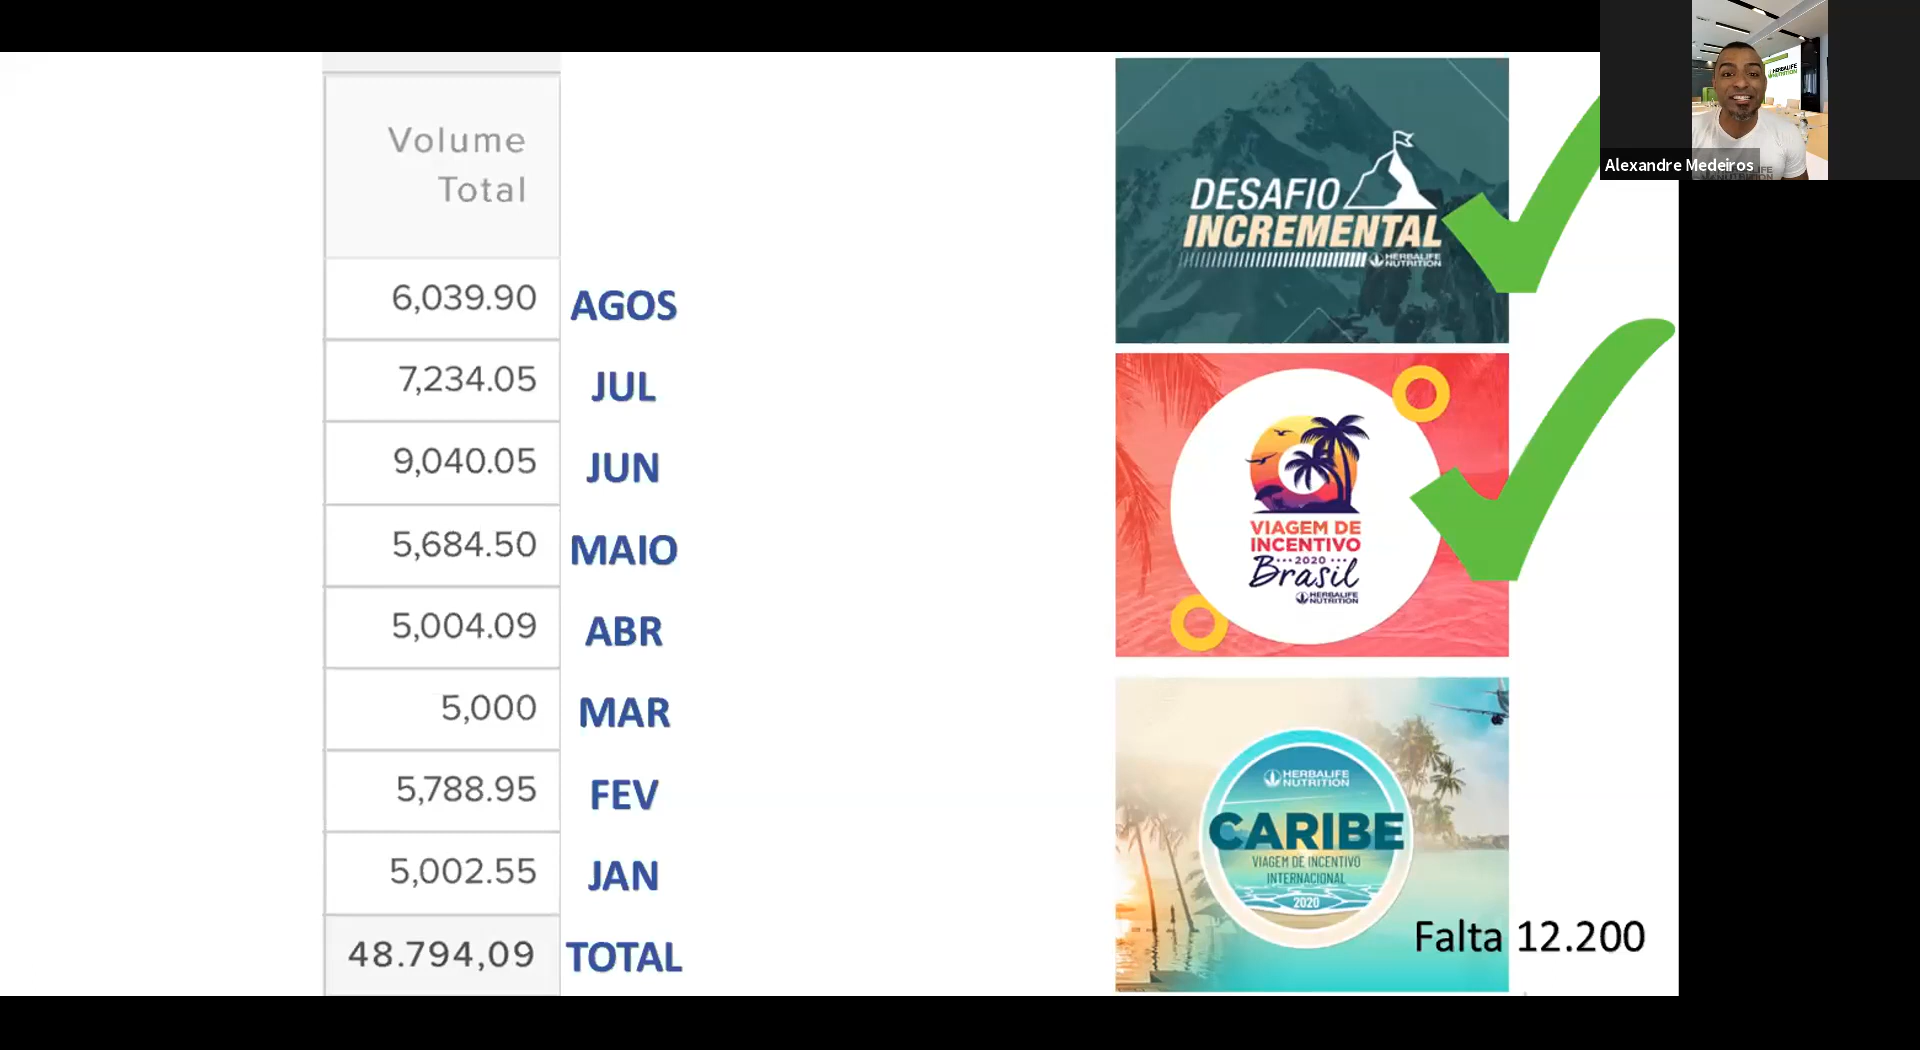 Volume
Total
6,039.90 AGOS
7,234.05 JUL
9,040.05 JUN
5,684.50 MAIO
5,004.09 ABR
5,000 MAR
5,788.95 FEV
5,002.55 JAN
48.794,09 TOTAL
DESAFIO
INCREMENTAL
HERBALIFE
NUTRITION
VIAGEM DE
INCENTIVO
2020
Brasil
HERBALIFE
NUTRITION
HERBALIFE
NUTRITION
CARIBE
VIAGEM DE INCENTIVO
INTERNACIONAL
2020
Falta 12.200
HERBALIFE
NUTRITION
Alexandre Medeiros
NUTRITION